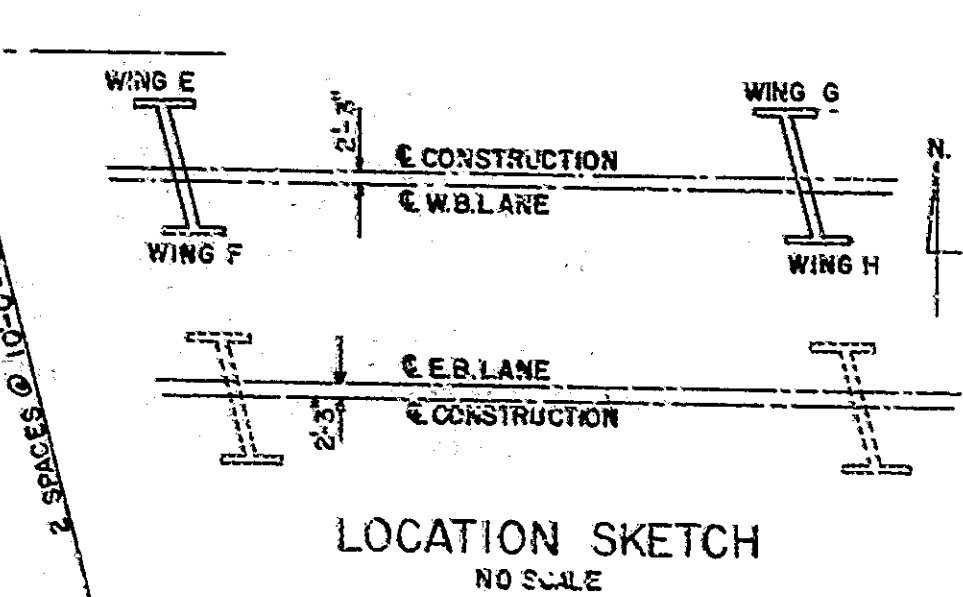 WING E
WING G
2'-3"
℄ CONSTRUCTION
N.
℄ W.B. LANE
WING F
WING H
2 SPACES @ 10'-0
℄ E.B. LANE
2'-3"
℄ CONSTRUCTION
LOCATION SKETCH
NO SCALE